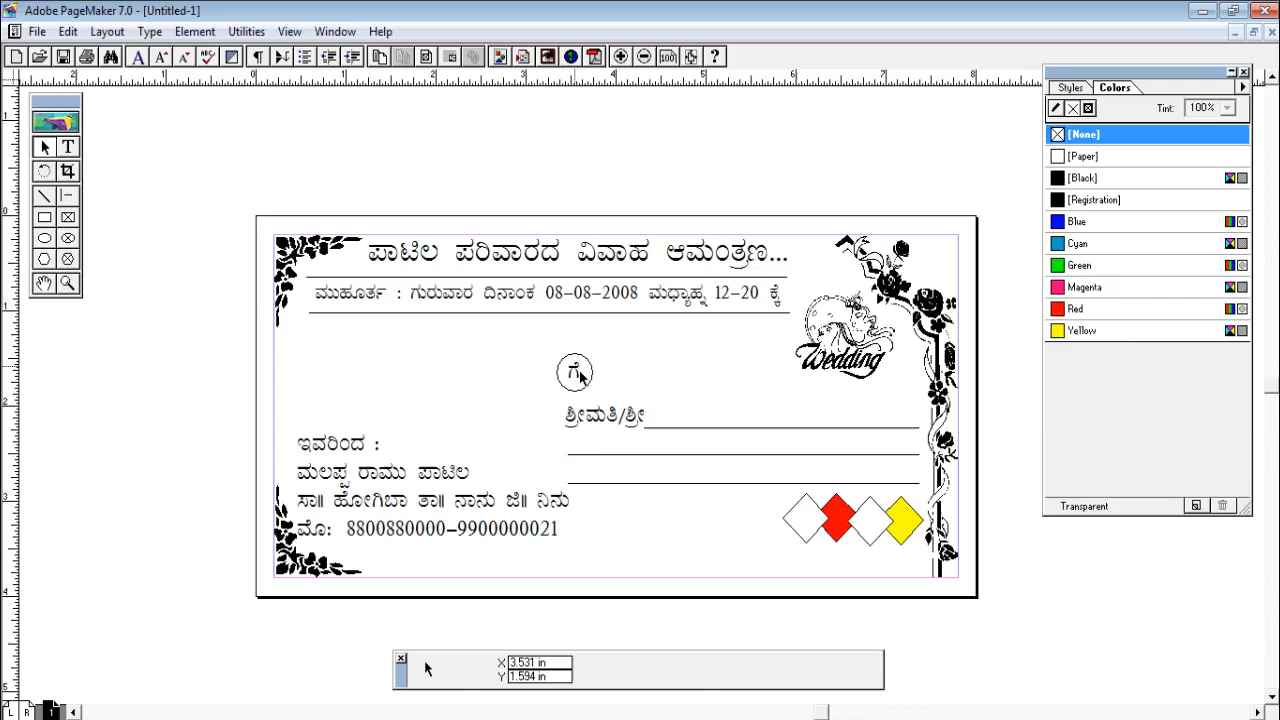 Adobe PageMaker 7.0 - [Untitled-1]
File Edit Layout Type Element Utilities View Window Help
Styles Colors
Tint: 100%
[None]
[Paper]
[Black]
[Registration]
Blue
Cyan
Green
Magenta
Red
Yellow
Transparent
ಪಾಟಿಲ ಪರಿವಾರದ ವಿವಾಹ ಆಮಂತ್ರಣ...
ಮುಹೂರ್ತ : ಗುರುವಾರ ದಿನಾಂಕ 08-08-2008 ಮಧ್ಯಾಹ್ನ 12-20 ಕ್ಕೆ
Wedding
ಗೆ,
ಶ್ರೀಮತಿ/ಶ್ರೀ
ಇವರಿಂದ :
ಮಲಪ್ಪ ರಾಮು ಪಾಟಿಲ
ಸಾ॥ ಹೋಗಿಬಾ ತಾ॥ ನಾನು ಜಿ॥ ನಿನು
ಮೊ: 8800880000-9900000021
X 3.531 in
Y 1.594 in
L R 1